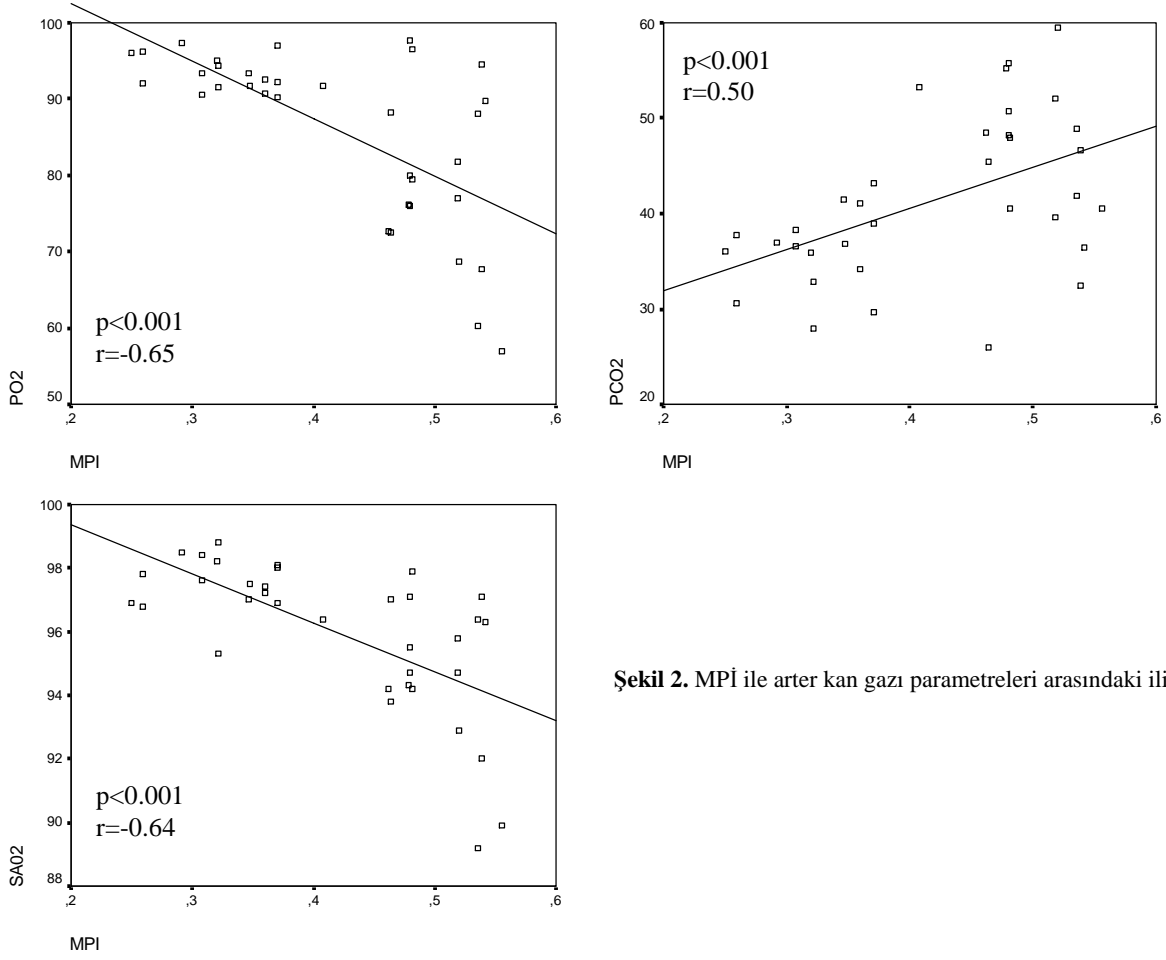 100
90
80
70
60
50
PO2
p<0.001
r=-0.65
,2 ,3 ,4 ,5 ,6
MPI
60
50
40
30
20
PCO2
p<0.001
r=0.50
,2 ,3 ,4 ,5 ,6
MPI
100
98
96
94
92
90
88
SA02
p<0.001
r=-0.64
,2 ,3 ,4 ,5 ,6
MPI
Şekil 2. MPİ ile arter kan gazı parametreleri arasındaki ili